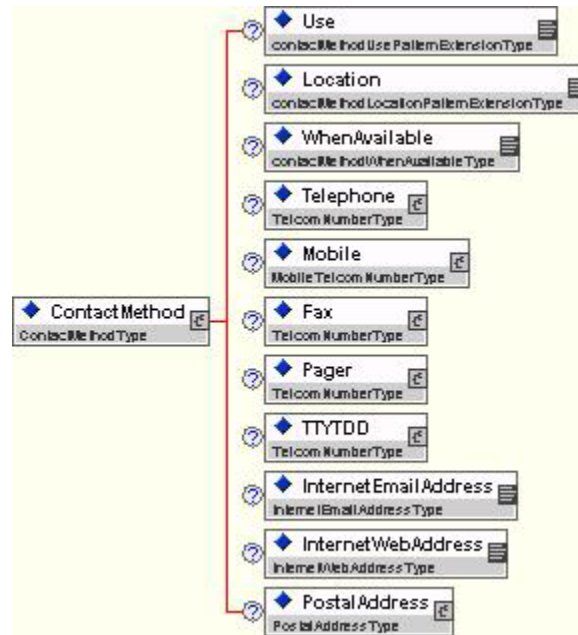 Use
contactMethodUsePatternExtensionType
Location
contactMethodLocationPatternExtensionType
WhenAvailable
contactMethodWhenAvailableType
Telephone
TelcomNumberType
Mobile
MobileTelcomNumberType
ContactMethod
ContactMethodType
Fax
TelcomNumberType
Pager
TelcomNumberType
TTYTDD
TelcomNumberType
InternetEmailAddress
InternetEmailAddressType
InternetWebAddress
InternetWebAddressType
PostalAddress
PostalAddressType